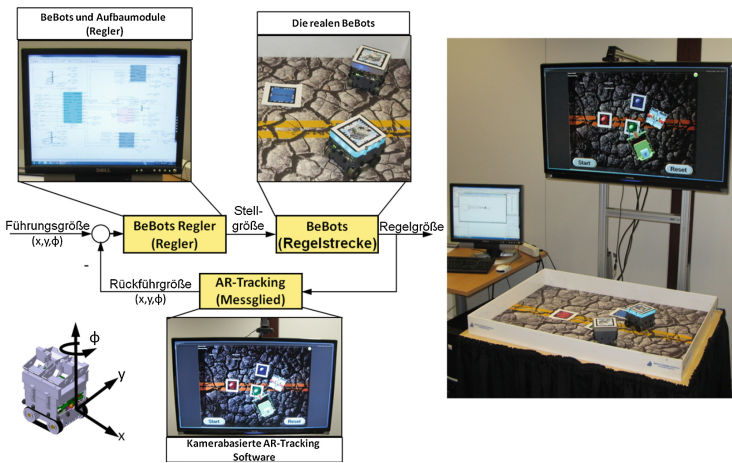 BeBots und Aufbaumodule
(Regler)
Die realen BeBots
DELL
Führungsgröße
(x,y,ϕ)
BeBots Regler
(Regler)
Stell-
größe
BeBots
(Regelstrecke)
Regelgröße
-
Rückführgröße
(x,y,ϕ)
AR-Tracking
(Messglied)
ϕ
y
x
Start
Reset
Kamerabasierte AR-Tracking
Software
Start
Reset